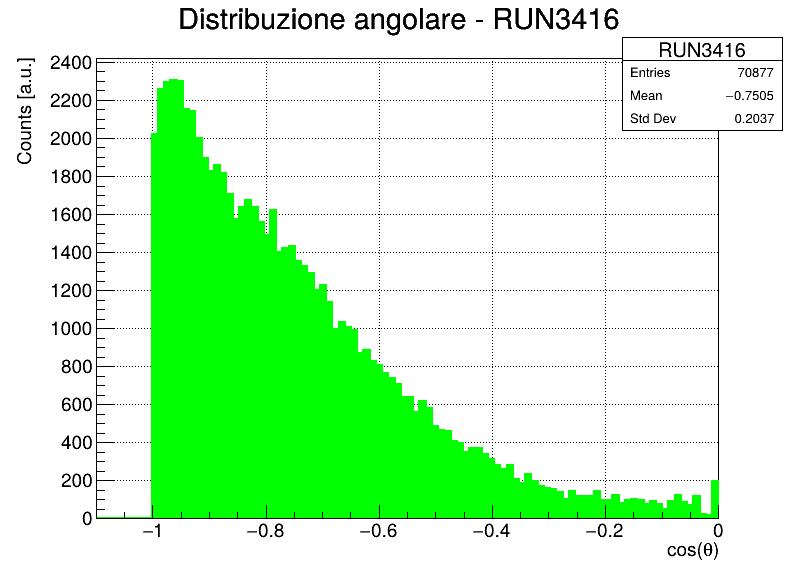 Distribuzione angolare - RUN3416
RUN3416
Entries 70877
Mean −0.7505
Std Dev 0.2037
Counts [a.u.]
2400
2200
2000
1800
1600
1400
1200
1000
800
600
400
200
0
−1 −0.8 −0.6 −0.4 −0.2 0
cos(θ)